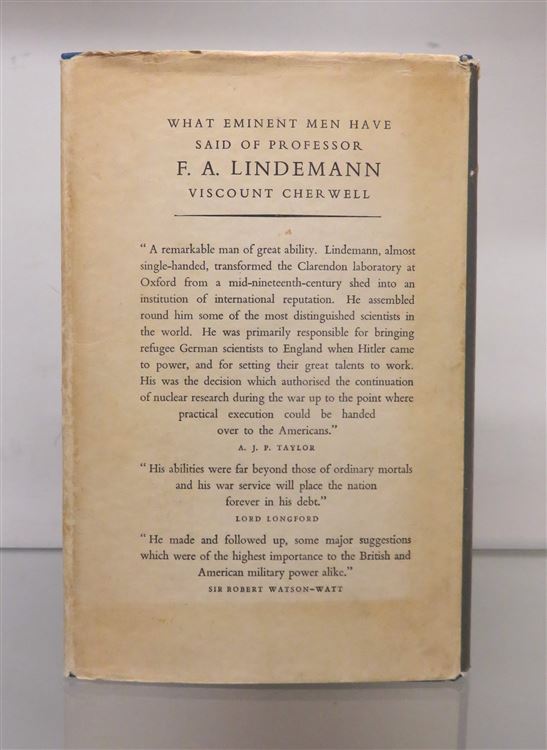 WHAT EMINENT MEN HAVE
SAID OF PROFESSOR
F. A. LINDEMANN
VISCOUNT CHERWELL
“ A remarkable man of great ability. Lindemann, almost
single-handed, transformed the Clarendon laboratory at
Oxford from a mid-nineteenth-century shed into an
institution of international reputation. He assembled
round him some of the most distinguished scientists in
the world. He was primarily responsible for bringing
refugee German scientists to England when Hitler came
to power, and for setting their great talents to work.
His was the decision which authorised the continuation
of nuclear research during the war up to the point where
practical execution could be handed
over to the Americans.”
A. J. P. TAYLOR
“ His abilities were far beyond those of ordinary mortals
and his war service will place the nation
forever in his debt.”
LORD LONGFORD
“ He made and followed up, some major suggestions
which were of the highest importance to the British and
American military power alike.”
SIR ROBERT WATSON-WATT